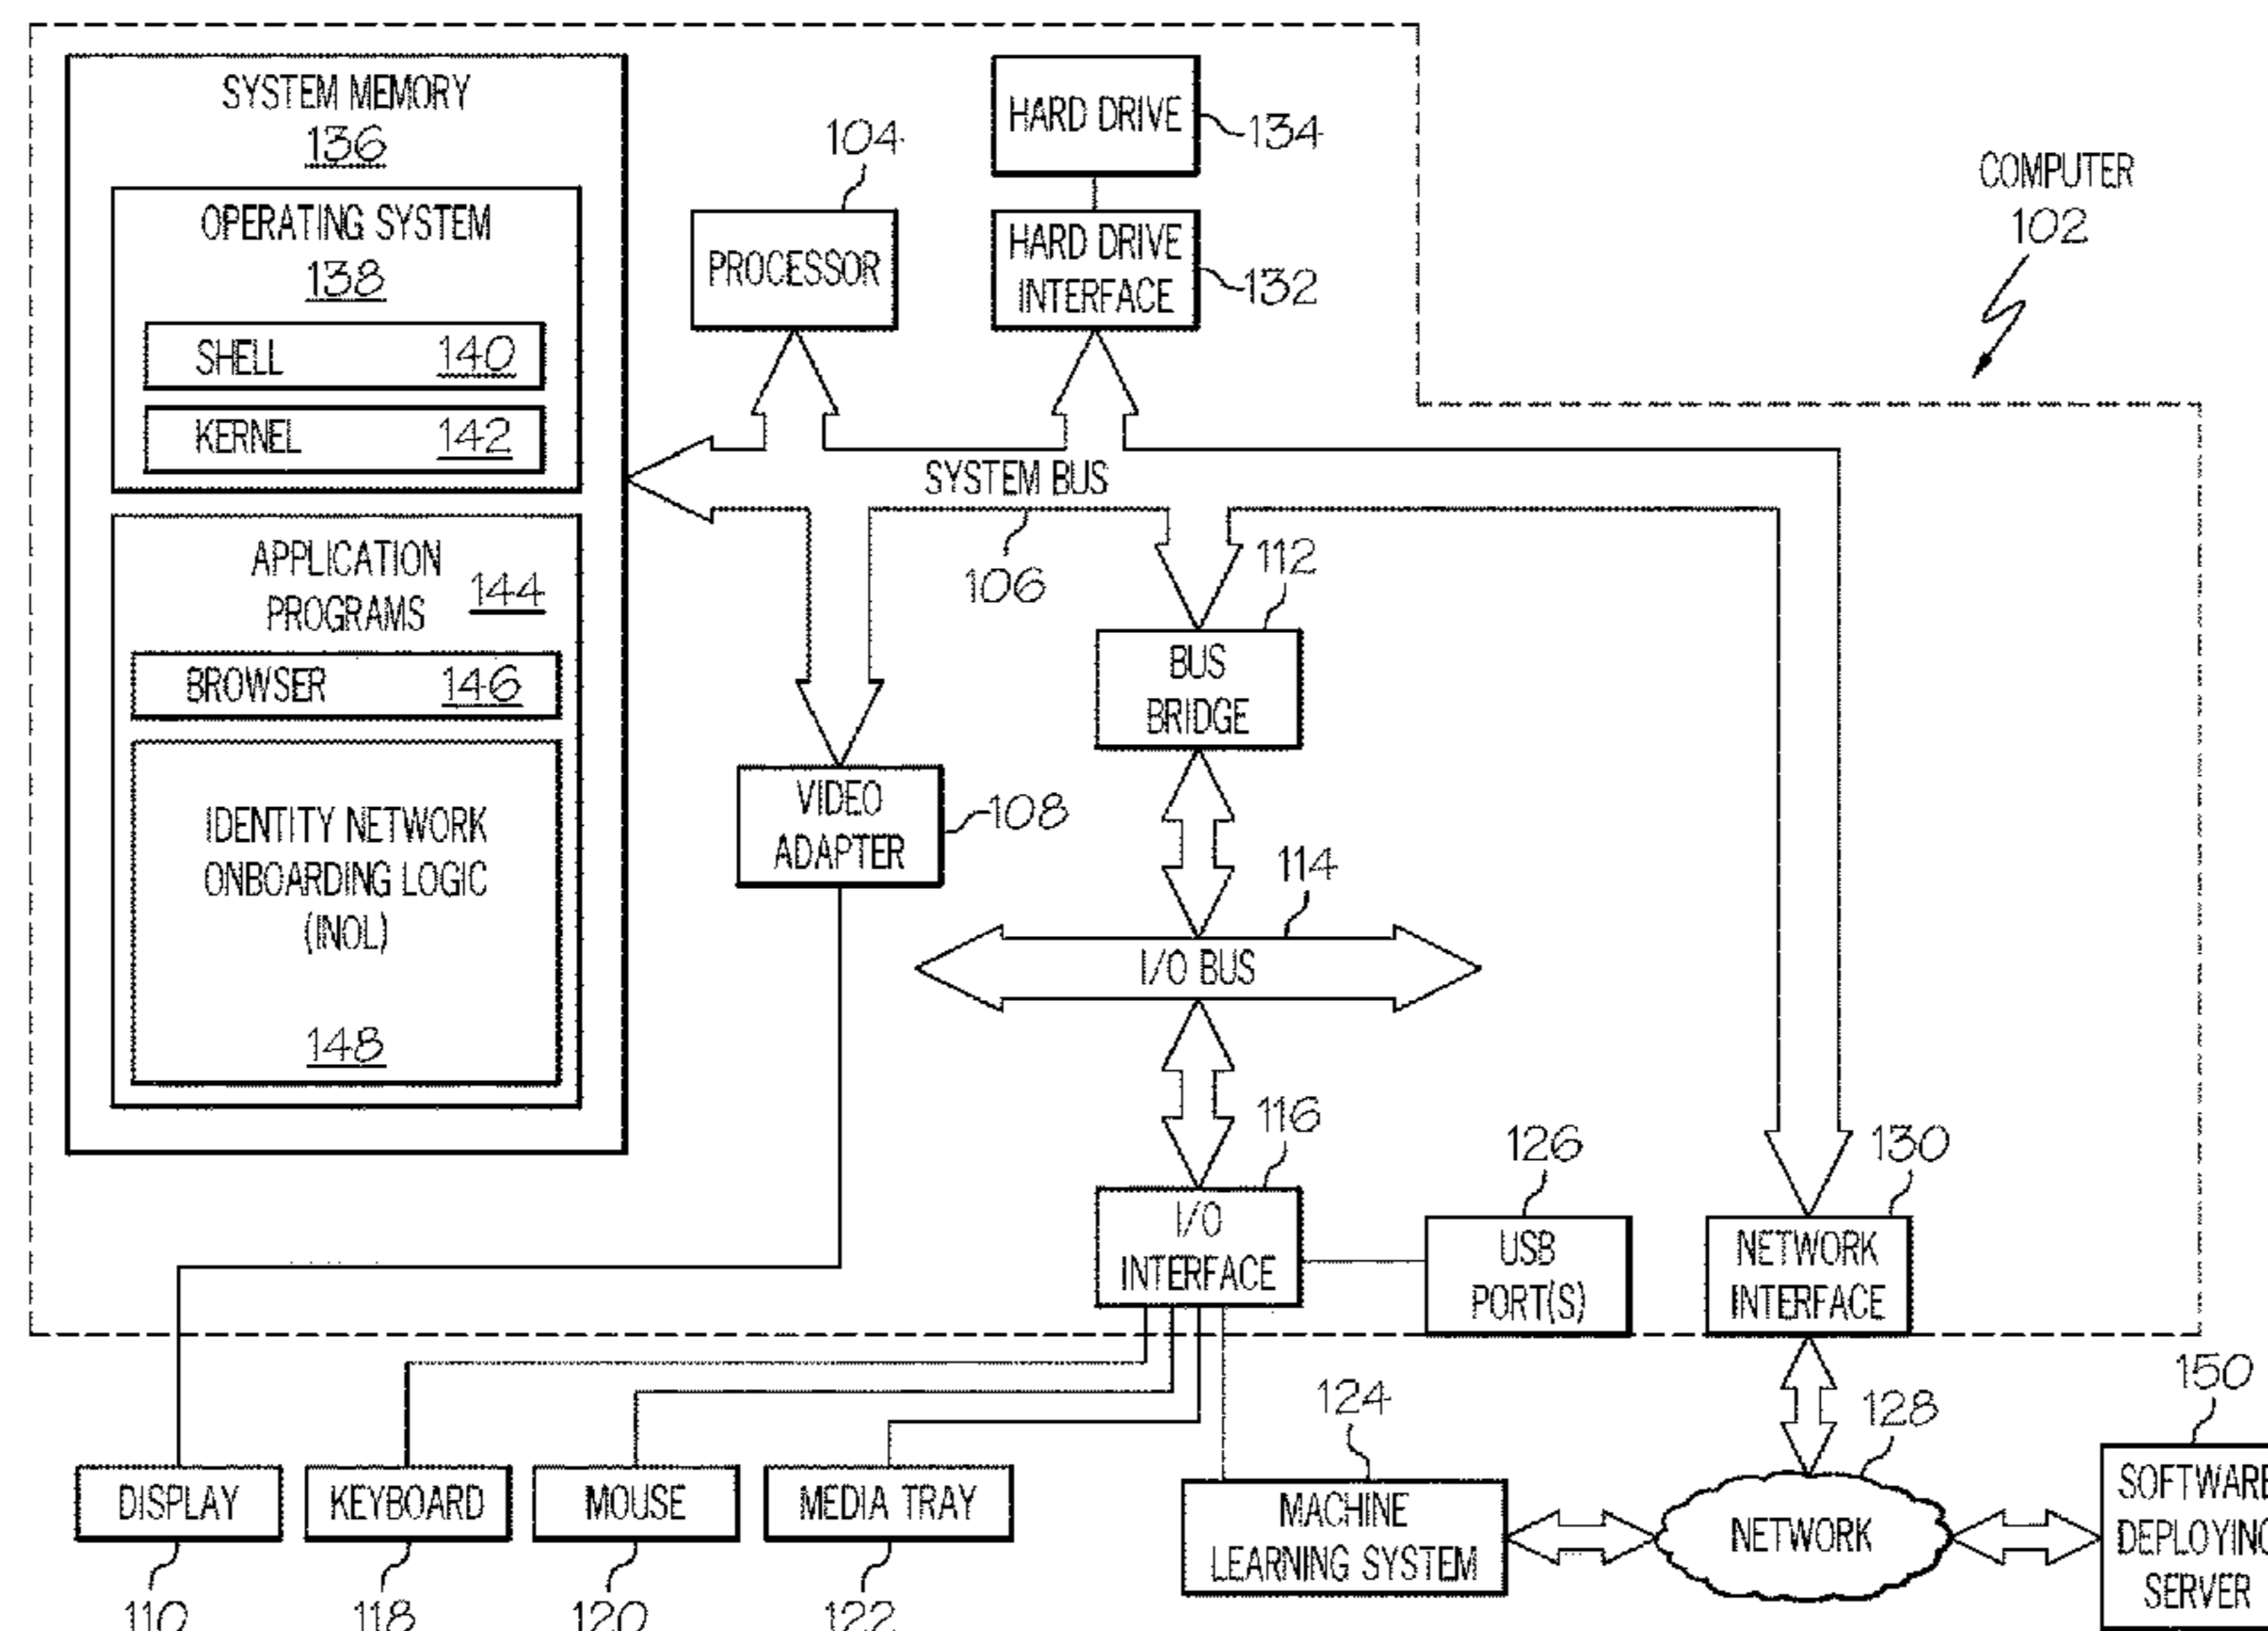 SYSTEM MEMORY
136
OPERATING SYSTEM
138
SHELL 140
KERNEL 142
APPLICATION
PROGRAMS 144
BROWSER 146
IDENTITY NETWORK
ONBOARDING LOGIC
(INOL)
148
104
PROCESSOR
HARD DRIVE
134
HARD DRIVE
INTERFACE
132
COMPUTER
102
SYSTEM BUS
106
112
BUS
BRIDGE
VIDEO
ADAPTER
108
114
I/O BUS
116
I/O
INTERFACE
126
USB
PORT(S)
130
NETWORK
INTERFACE
DISPLAY
110
KEYBOARD
118
MOUSE
120
MEDIA TRAY
122
124
MACHINE
LEARNING SYSTEM
128
NETWORK
150
SOFTWARE
DEPLOYING
SERVER